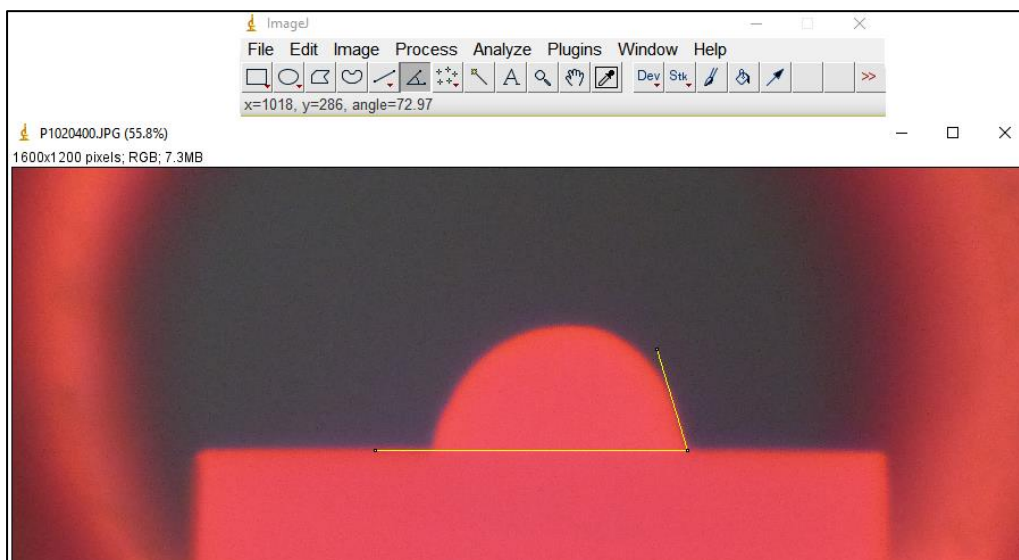 ImageJ
File Edit Image Process Analyze Plugins Window Help
A Dev Stk >>
x=1018, y=286, angle=72.97
P1020400.JPG (55.8%)
1600x1200 pixels; RGB; 7.3MB